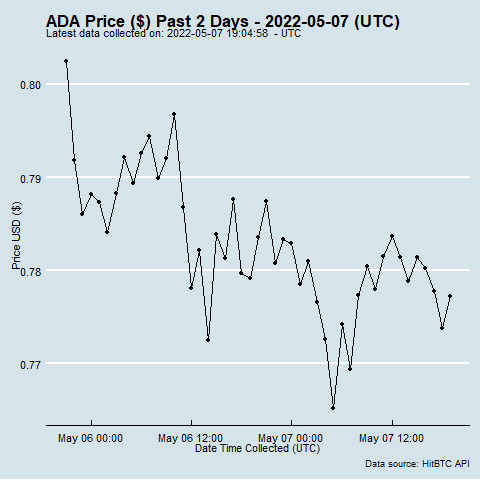 ADA Price ($) Past 2 Days - 2022-05-07 (UTC)
Latest data collected on: 2022-05-07 19:04:58 - UTC
0.80
0.79
0.78
0.77
Price USD ($)
May 06 00:00 May 06 12:00 May 07 00:00 May 07 12:00
Date Time Collected (UTC)
Data source: HitBTC API